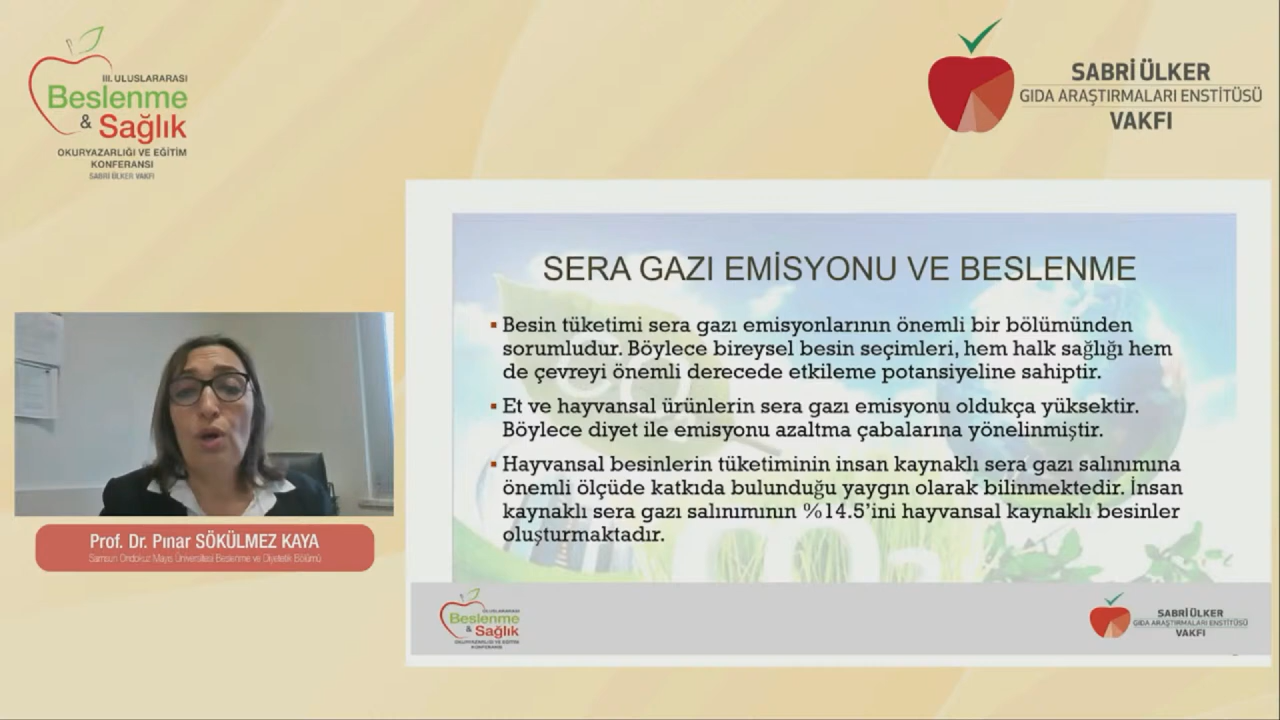 III. ULUSLARARASI
Beslenme
& Sağlık
OKURYAZARLIĞI VE EĞİTİM
KONFERANSI
SABRİ ÜLKER VAKFI
SABRİ ÜLKER
GIDA ARAŞTIRMALARI ENSTİTÜSÜ
VAKFI
SERA GAZI EMİSYONU VE BESLENME
▪ Besin tüketimi sera gazı emisyonlarının önemli bir bölümünden
sorumludur. Böylece bireysel besin seçimleri, hem halk sağlığı hem
de çevreyi önemli derecede etkileme potansiyeline sahiptir.
▪ Et ve hayvansal ürünlerin sera gazı emisyonu oldukça yüksektir.
Böylece diyet ile emisyonu azaltma çabalarına yönelinmiştir.
▪ Hayvansal besinlerin tüketiminin insan kaynaklı sera gazı salınımına
önemli ölçüde katkıda bulunduğu yaygın olarak bilinmektedir. İnsan
kaynaklı sera gazı salınımının %14.5'ini hayvansal kaynaklı besinler
oluşturmaktadır.
Prof. Dr. Pınar SÖKÜLMEZ KAYA
Samsun Ondokuz Mayıs Üniversitesi Beslenme ve Diyetetik Bölümü
ULUSLARARASI
Beslenme
& Sağlık
OKURYAZARLIĞI VE EĞİTİM
KONFERANSI
SABRİ ÜLKER
GIDA ARAŞTIRMALARI ENSTİTÜSÜ
VAKFI